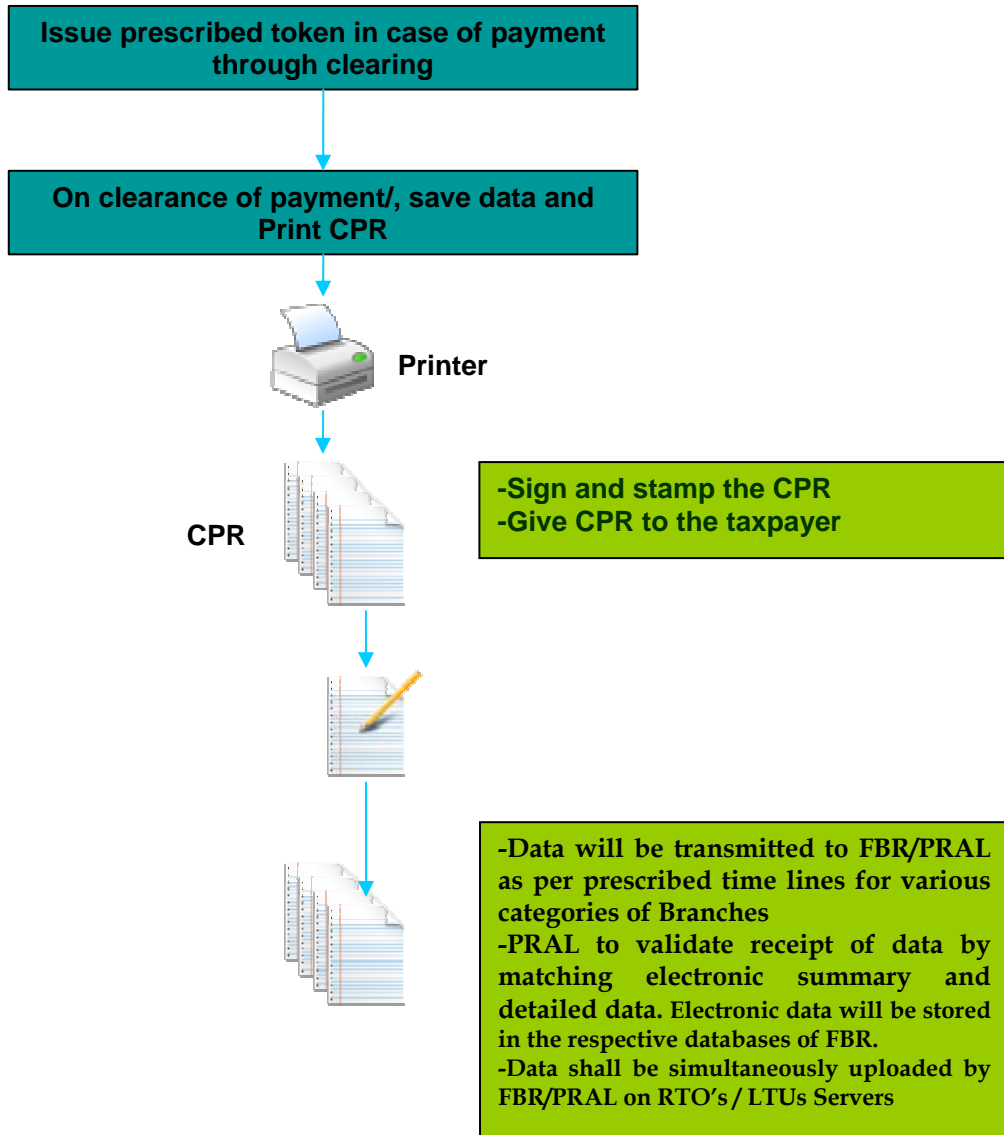 Issue prescribed token in case of payment
through clearing
On clearance of payment/, save data and
Print CPR
Printer
CPR
-Sign and stamp the CPR
-Give CPR to the taxpayer
-Data will be transmitted to FBR/PRAL
as per prescribed time lines for various
categories of Branches
-PRAL to validate receipt of data by
matching electronic summary and
detailed data. Electronic data will be stored
in the respective databases of FBR.
-Data shall be simultaneously uploaded by
FBR/PRAL on RTO’s / LTUs Servers